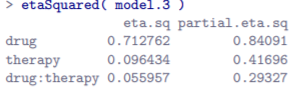 > etaSquared( model.3 )
eta.sq partial.eta.sq
drug 0.712762 0.84091
therapy 0.096434 0.41696
drug:therapy 0.055957 0.29327